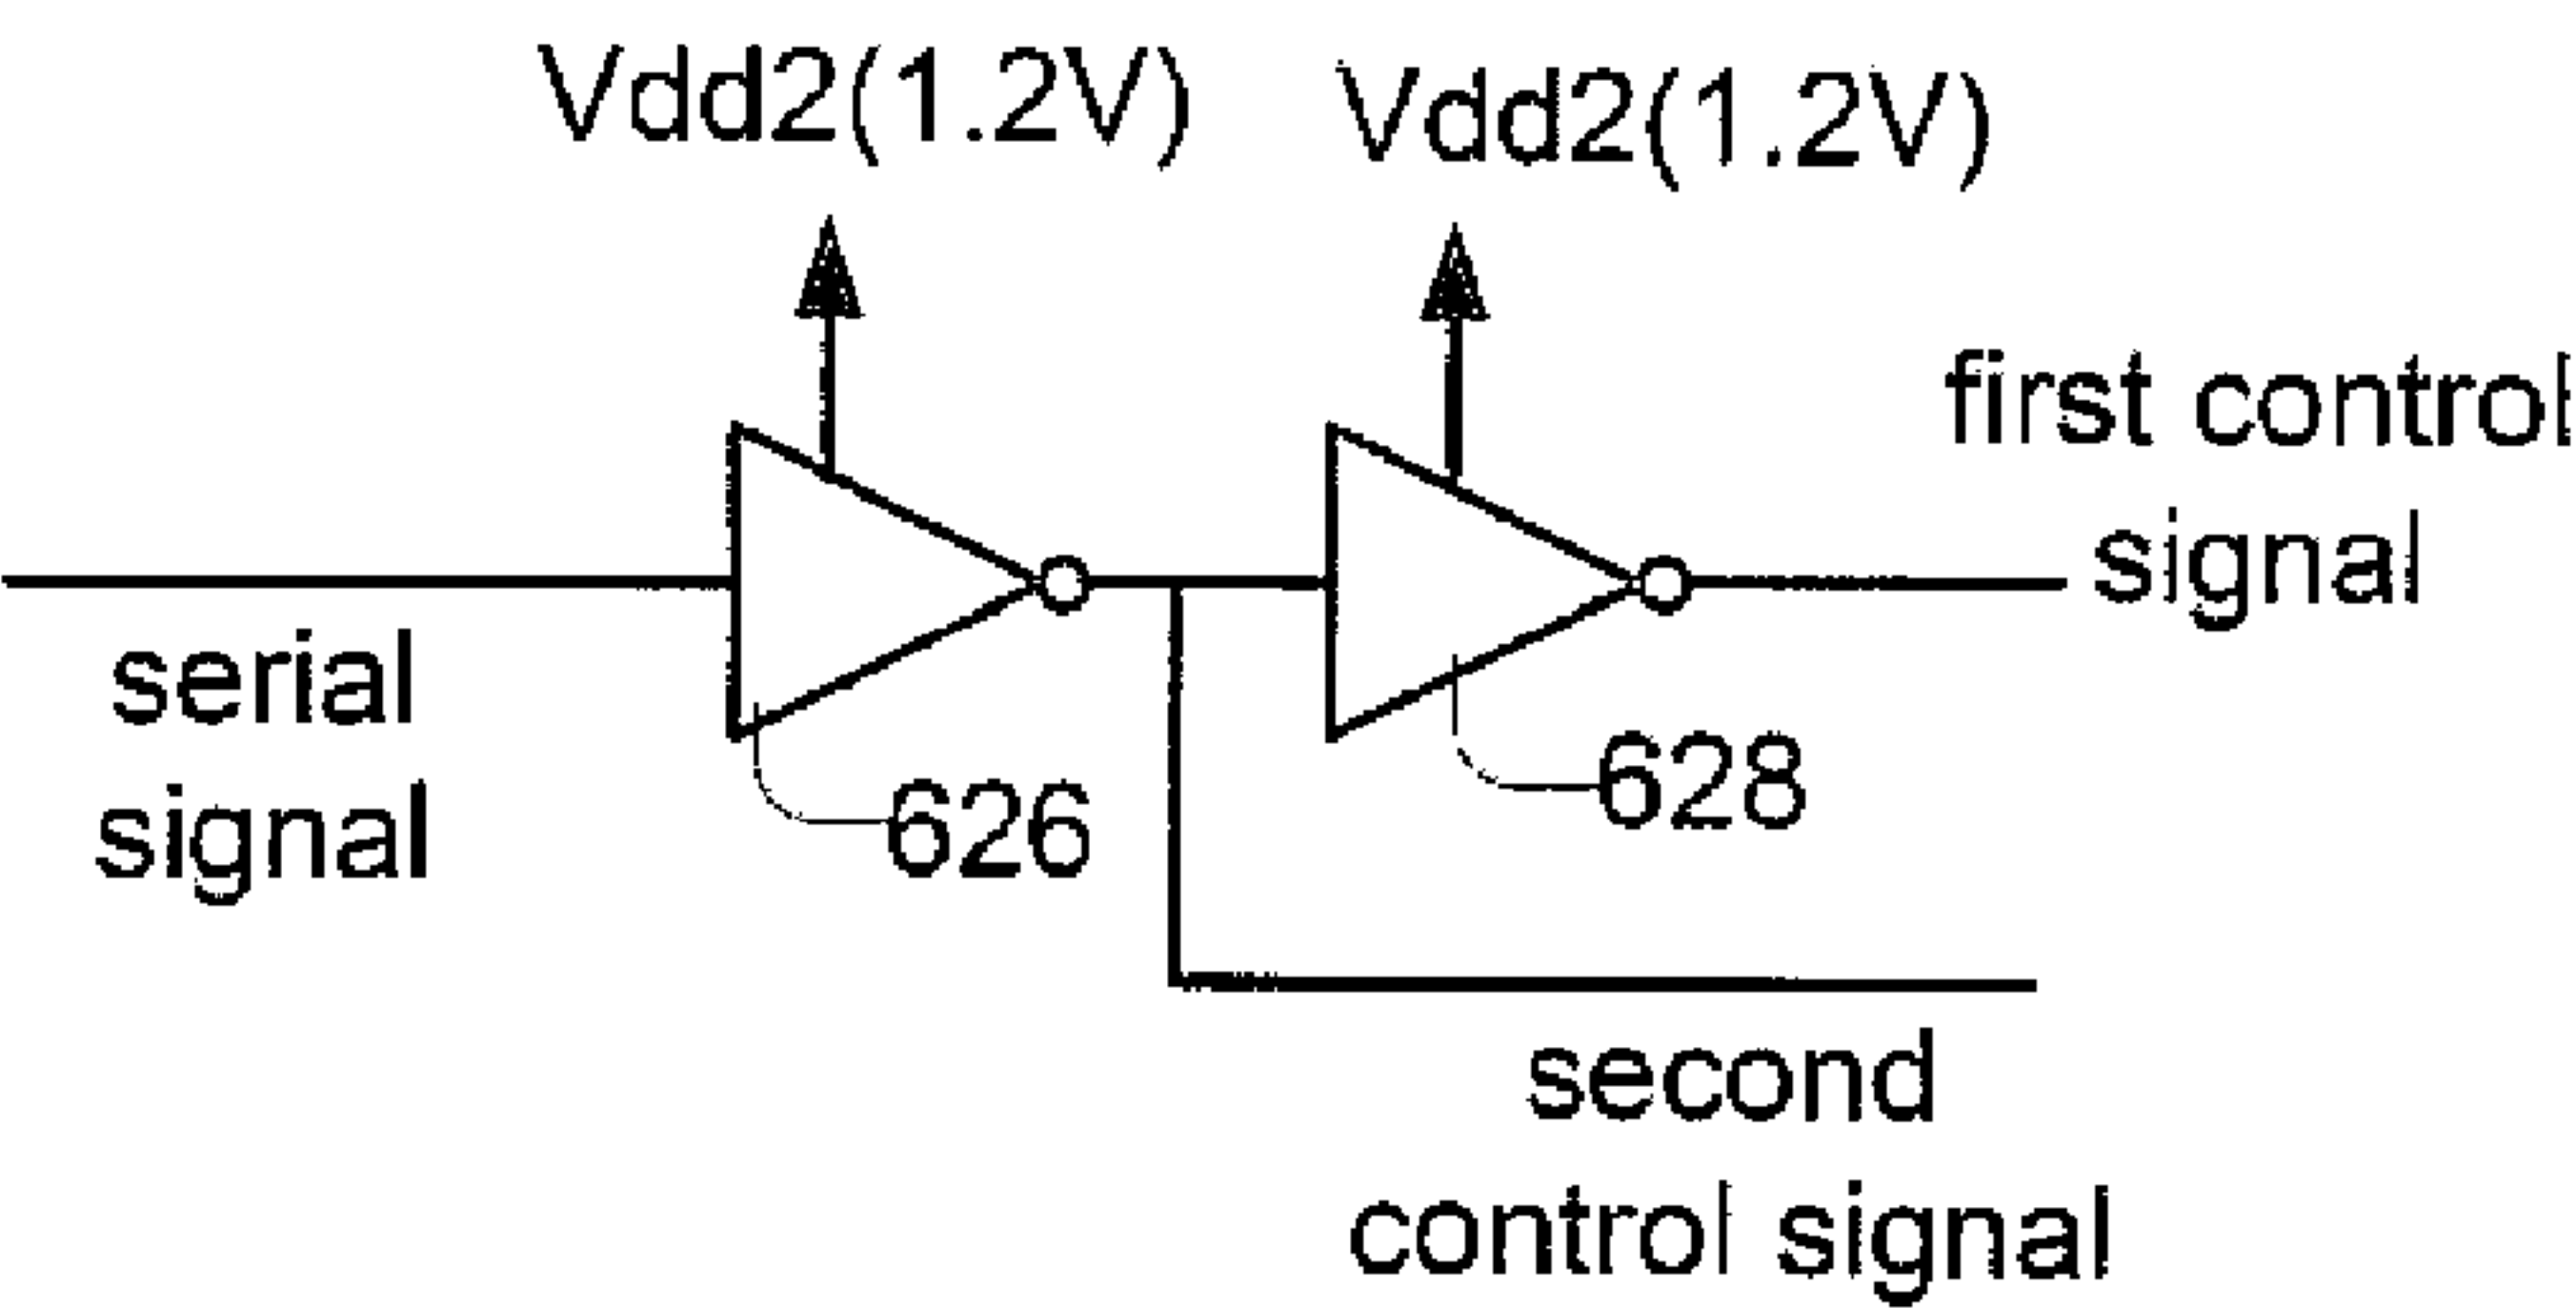 Vdd2(1.2V)
Vdd2(1.2V)
first control
signal
serial
signal
626
628
second
control signal